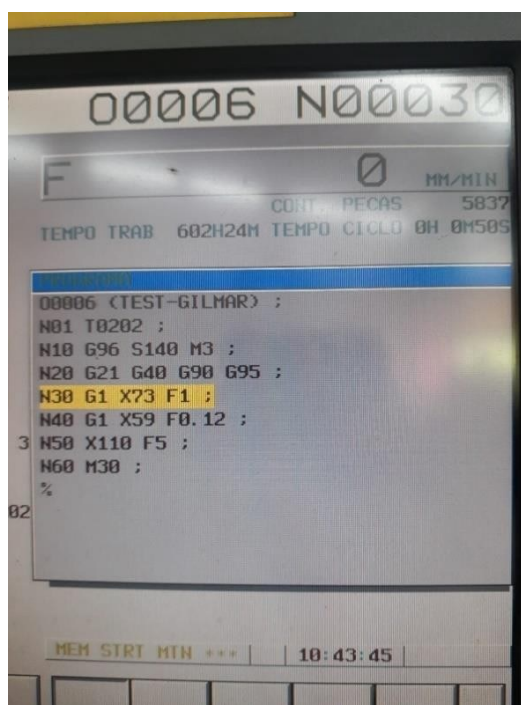 O0006 N00030
F 0 MM/MIN
CONT. PECAS 5837
TEMPO TRAB 602H24M TEMPO CICLO 0H 0M50S
O0006 (TEST-GILMAR) ;
N01 T0202 ;
N10 G96 S140 M3 ;
N20 G21 G40 G90 G95 ;
N30 G1 X73 F1 ;
N40 G1 X59 F0.12 ;
3 N50 X110 F5 ;
N60 M30 ;
%
02
MEM STRT MTN *** 10:43:45